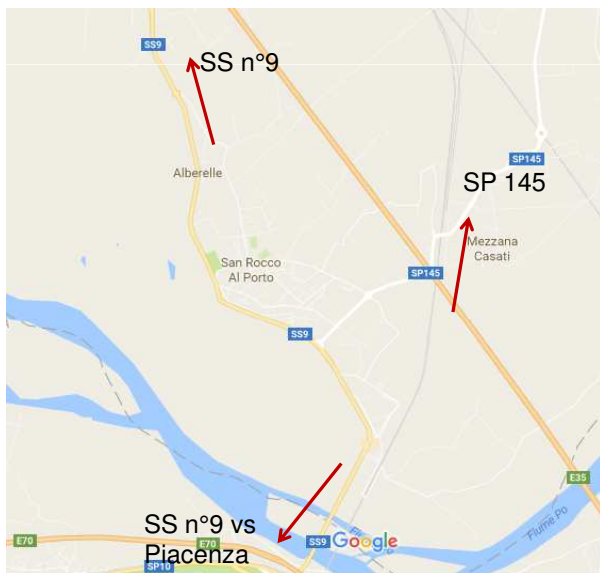 SS9
SS n°9
SP145
Alberelle
SP 145
Mezzana
Casati
San Rocco
Al Porto
SP145
SS9
E35
SS n°9 vs
Piacenza
Fiume Po
E70
E70
SS9
Google
SP10